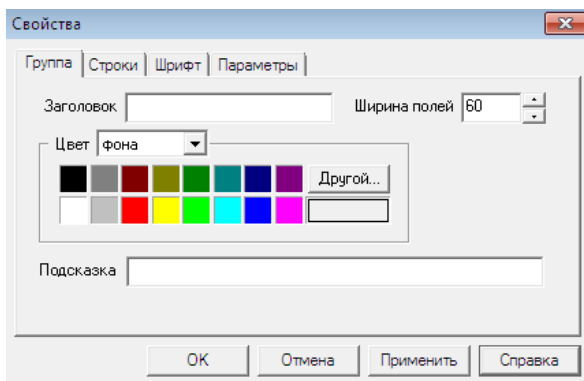 Свойства
Группа Строки Шрифт Параметры
Заголовок Ширина полей 60
Цвет фона
Другой...
Подсказка
OK Отмена Применить Справка